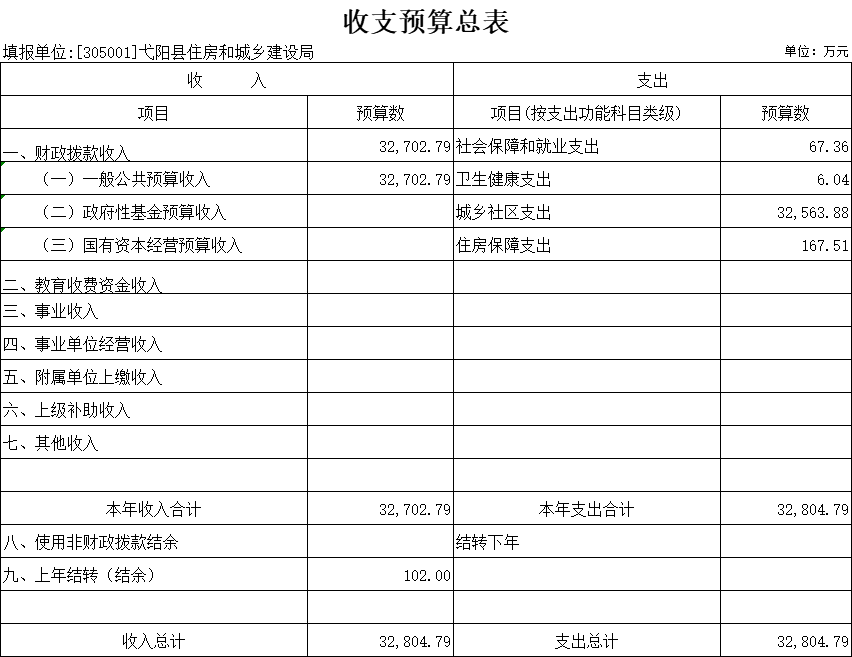 收支预算总表
填报单位:[305001]弋阳县住房和城乡建设局 单位：万元
收 入 支出
项目 预算数 项目(按支出功能科目类级) 预算数
一、财政拨款收入 32,702.79 社会保障和就业支出 67.36
（一）一般公共预算收入 32,702.79 卫生健康支出 6.04
（二）政府性基金预算收入 城乡社区支出 32,563.88
（三）国有资本经营预算收入 住房保障支出 167.51
二、教育收费资金收入
三、事业收入
四、事业单位经营收入
五、附属单位上缴收入
六、上级补助收入
七、其他收入
本年收入合计 32,702.79 本年支出合计 32,804.79
八、使用非财政拨款结余 结转下年
九、上年结转（结余） 102.00
收入总计 32,804.79 支出总计 32,804.79